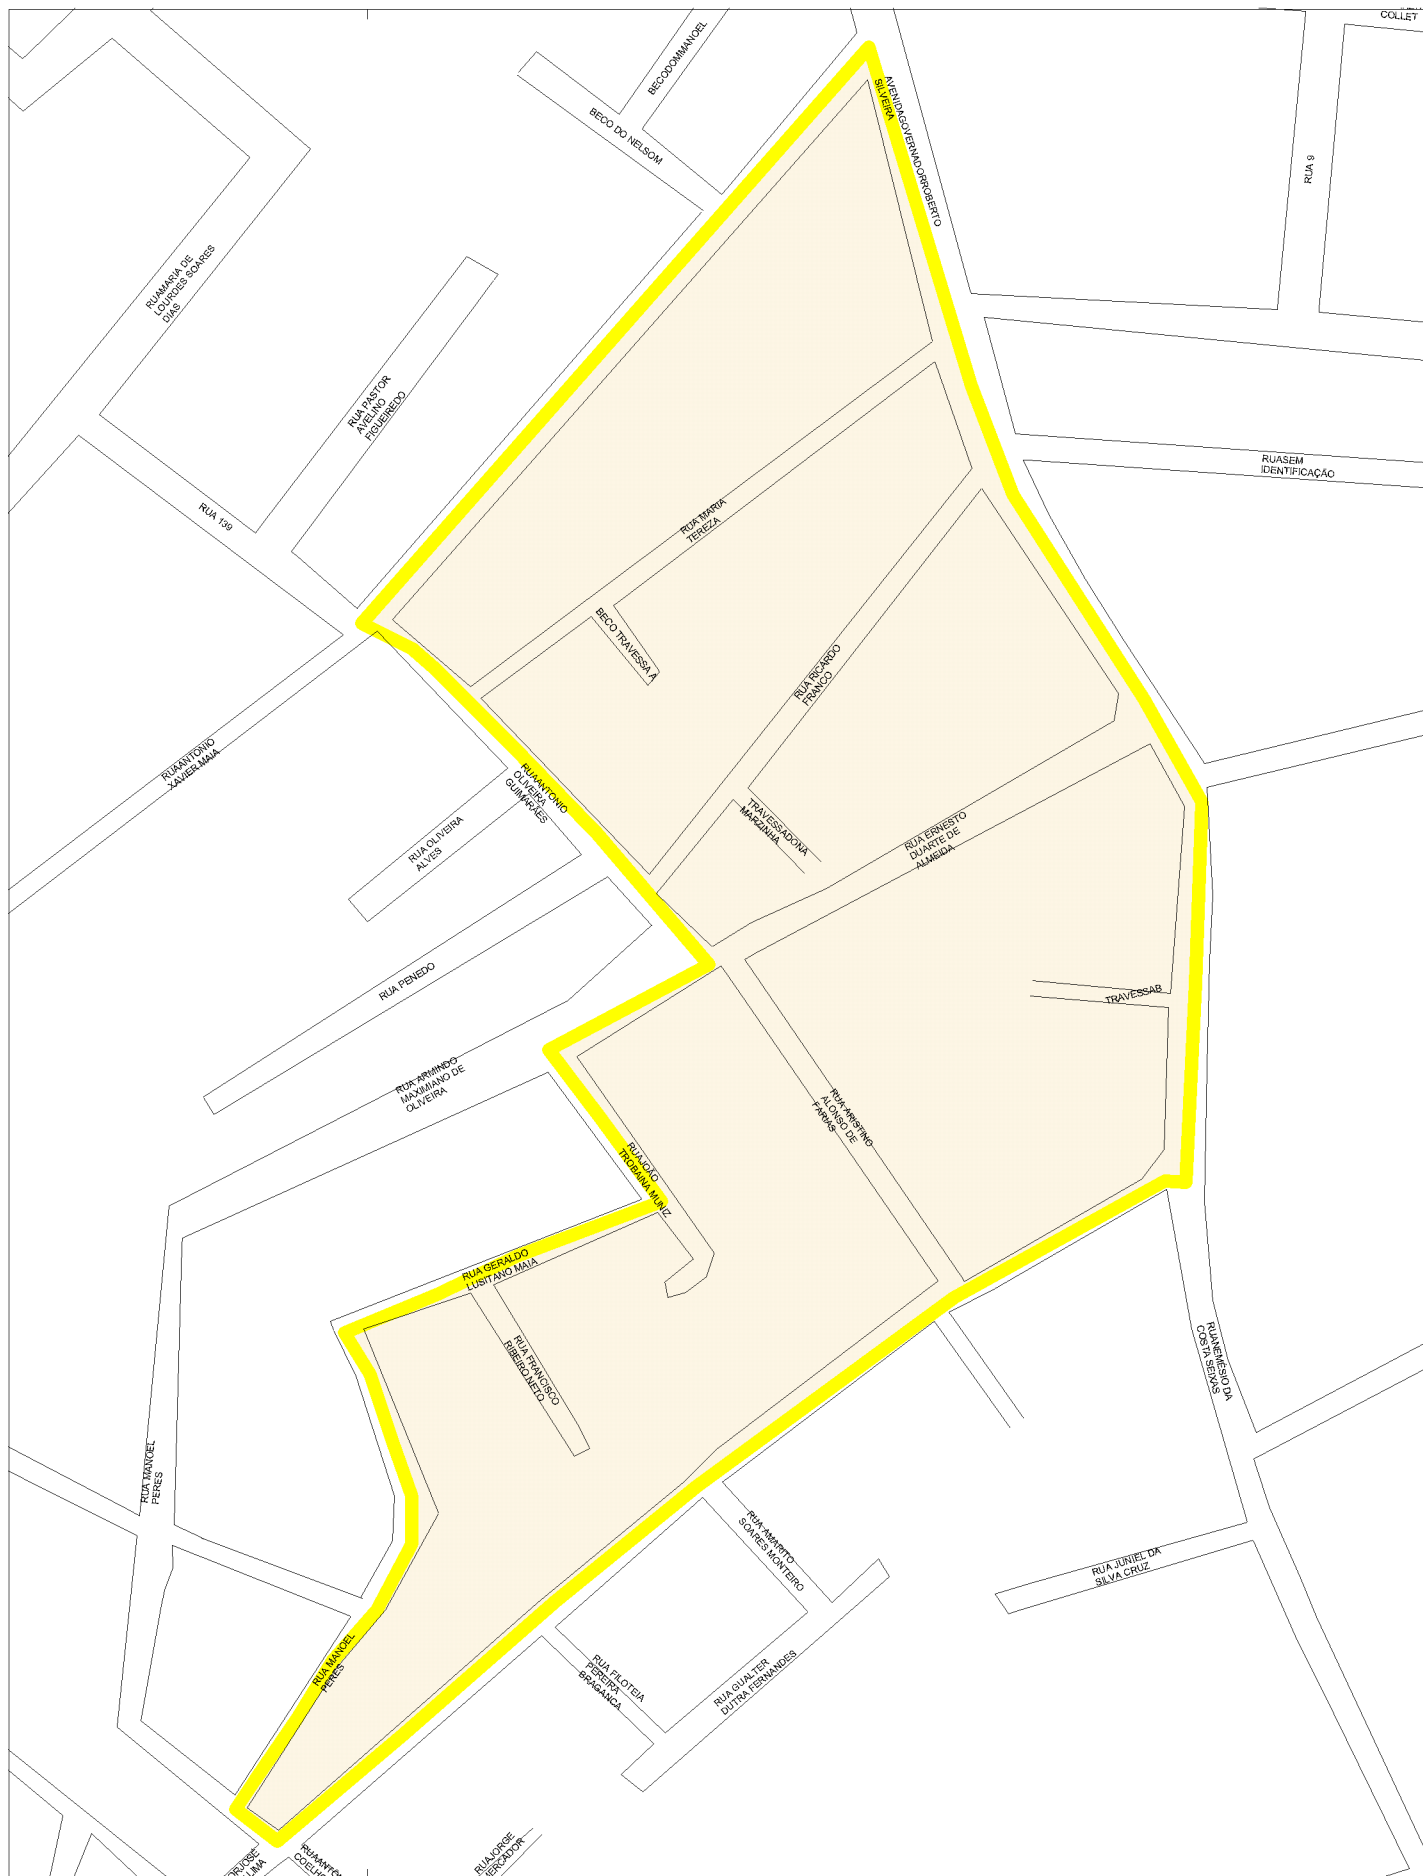 COLLET
BECODOMMANOEL
BECO DO NELSOM
AVENIDAGOVERNADORROBERTO
SILVEIRA
RUA 9
RUAMARIA DE
LOURDES SOARES
DIAS
RUA PASTOR
AVELINO
FIGUEIREDO
RUASEM
IDENTIFICAÇÃO
RUA 139
RUA MARIA
TEREZA
BECO TRAVESSA A
RUA RICARDO
FRANCO
RUAANTONIO
XAVIER MAIA
RUAANTONIO
OLIVEIRA
GUIMARÃES
RUA OLIVEIRA
ALVES
TRAVESSADONA
MARZINHA
RUA ERNESTO
DUARTE DE
ALMEIDA
RUA PENEDO
TRAVESSAB
RUA ARMINDO
MAXIMIANO DE
OLIVEIRA
RUA ARISTINO
ALONSO DE
FARIAS
RUAJOÃO
TROBAINA MUNIZ
RUA GERALDO
LUSITANO MAIA
RUA FRANCISCO
RIBEIRO NETO
RUANEMÉSIO DA
COSTA SEIXAS
RUA MANOEL
PERES
RUA AMARITO
SOARES MONTEIRO
RUA JUNIEL DA
SILVA CRUZ
RUA MANOEL
PERES
RUA FILOTEIA
PEREIRA
BRAGANCA
RUA GUALTER
DUTRA FERNANDES
RUAJORGE
MERCADOR